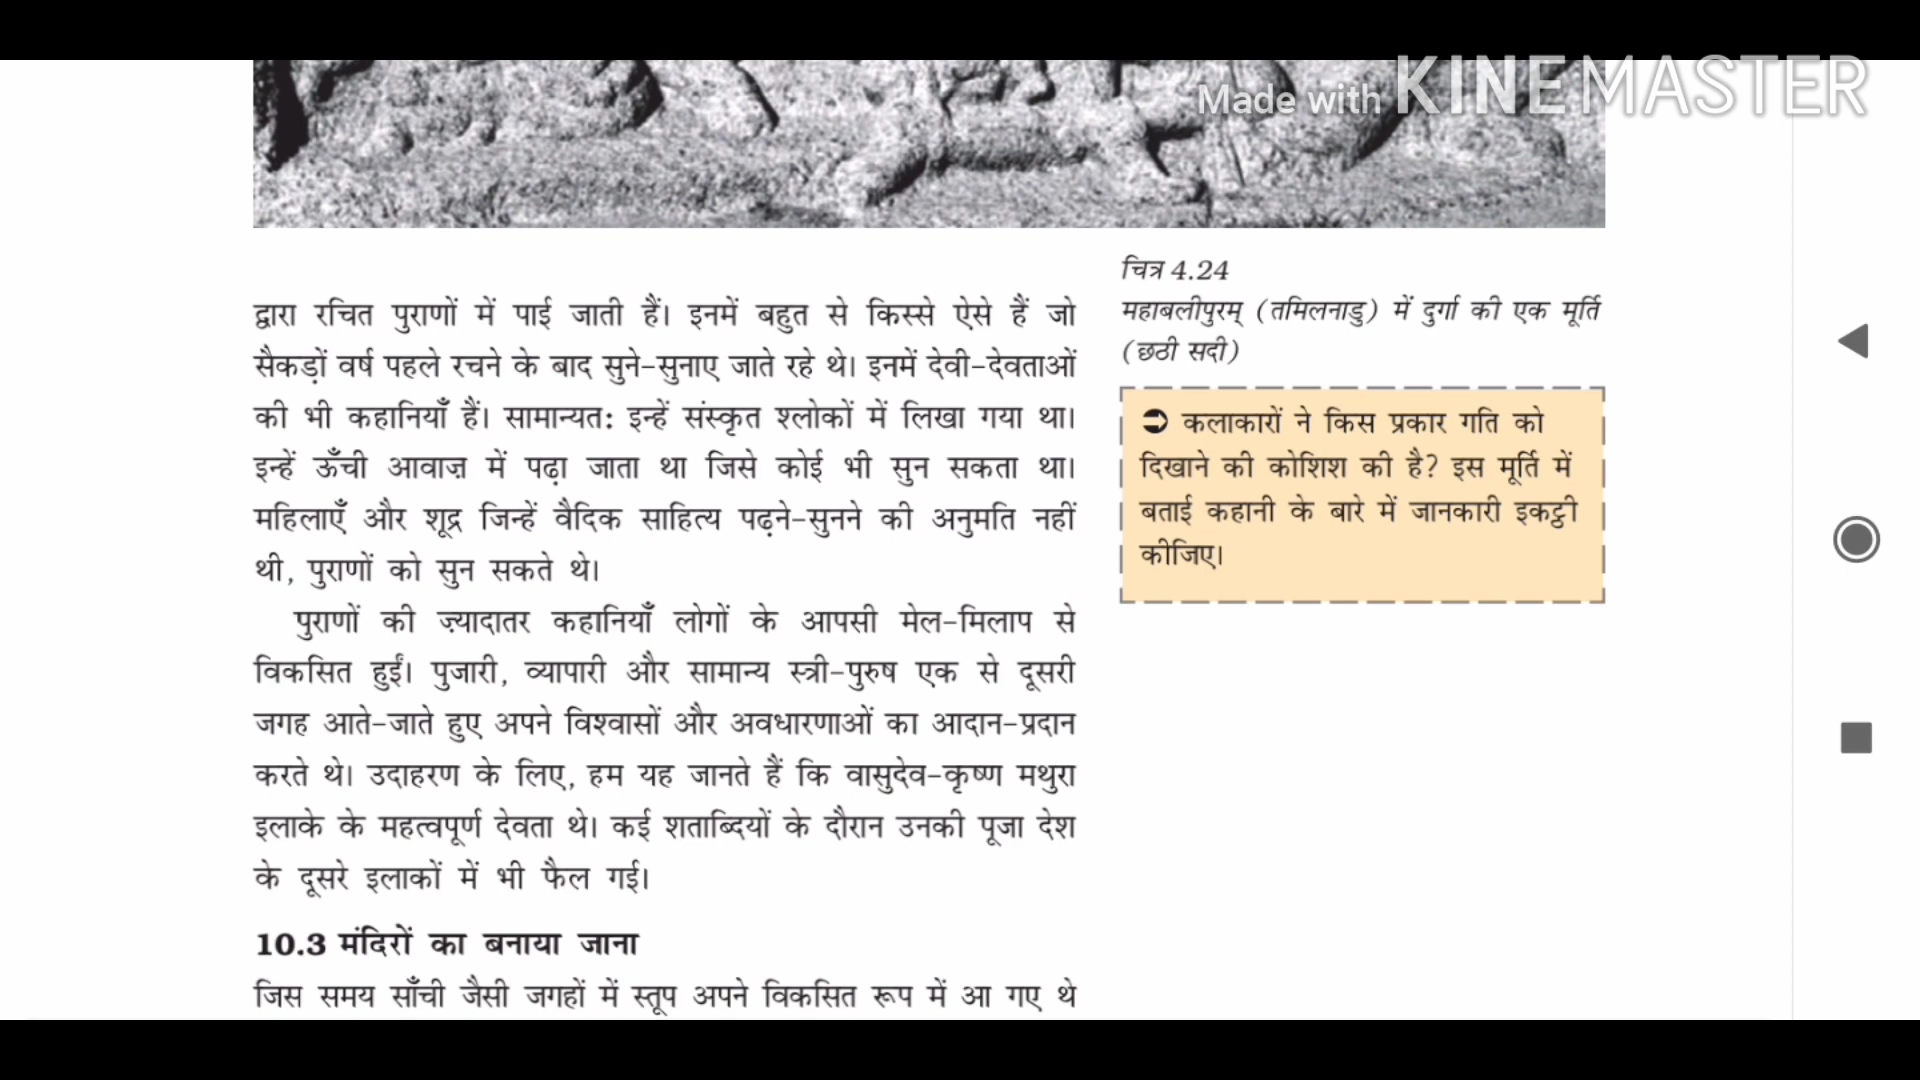 Made with KINEMASTER
द्वारा रचित पुराणों में पाई जाती हैं। इनमें बहुत से किस्से ऐसे हैं जो
सैकड़ों वर्ष पहले रचने के बाद सुने-सुनाए जाते रहे थे। इनमें देवी-देवताओं
की भी कहानियाँ हैं। सामान्यत: इन्हें संस्कृत श्लोकों में लिखा गया था।
इन्हें ऊँची आवाज़ में पढ़ा जाता था जिसे कोई भी सुन सकता था।
महिलाएँ और शूद्र जिन्हें वैदिक साहित्य पढ़ने-सुनने की अनुमति नहीं
थी, पुराणों को सुन सकते थे।
पुराणों की ज़्यादातर कहानियाँ लोगों के आपसी मेल-मिलाप से
विकसित हुईं। पुजारी, व्यापारी और सामान्य स्त्री-पुरुष एक से दूसरी
जगह आते-जाते हुए अपने विश्वासों और अवधारणाओं का आदान-प्रदान
करते थे। उदाहरण के लिए, हम यह जानते हैं कि वासुदेव-कृष्ण मथुरा
इलाके के महत्वपूर्ण देवता थे। कई शताब्दियों के दौरान उनकी पूजा देश
के दूसरे इलाकों में भी फैल गई।
10.3 मंदिरों का बनाया जाना
जिस समय साँची जैसी जगहों में स्तूप अपने विकसित रूप में आ गए थे
चित्र 4.24
महाबलीपुरम् (तमिलनाडु) में दुर्गा की एक मूर्ति
(छठी सदी)
➲ कलाकारों ने किस प्रकार गति को
दिखाने की कोशिश की है? इस मूर्ति में
बताई कहानी के बारे में जानकारी इकट्ठी
कीजिए।